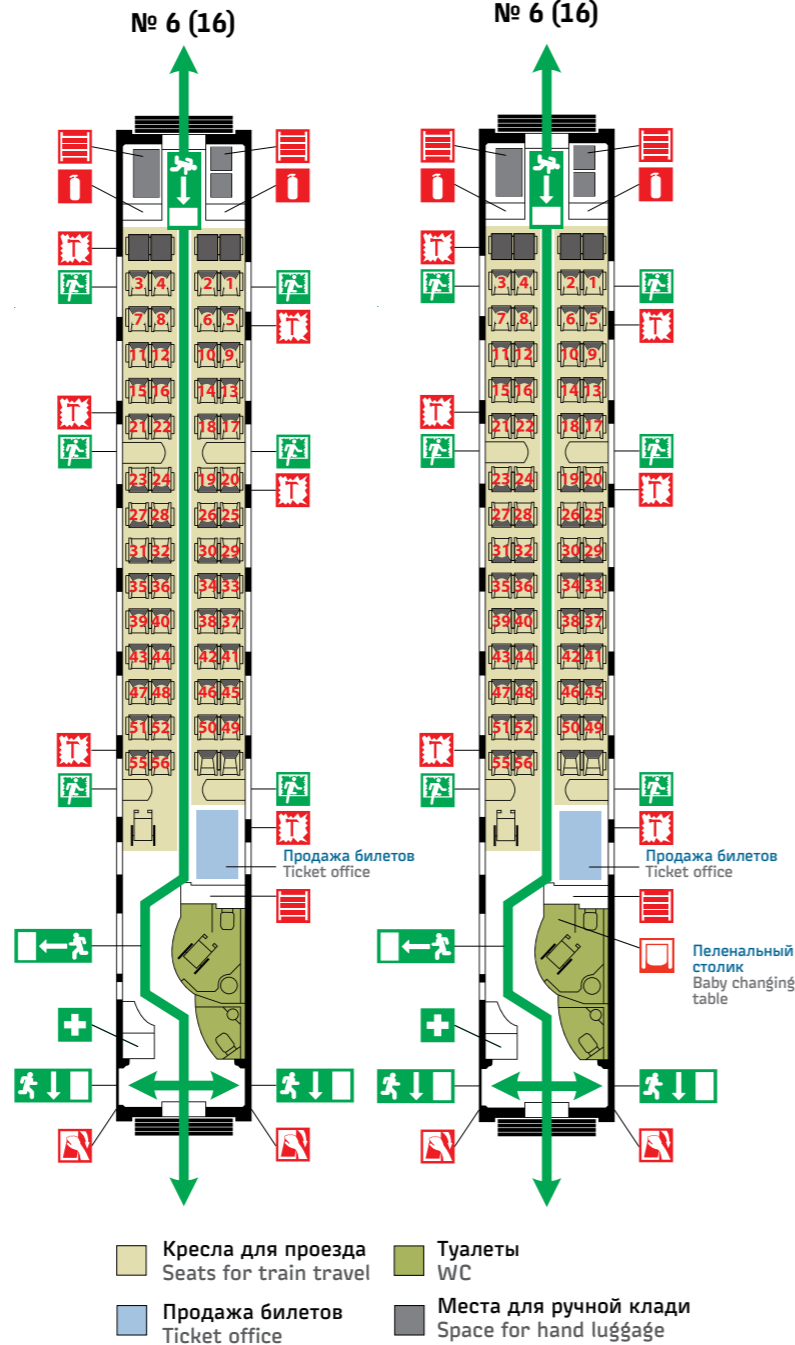 № 6 (16)
№ 6 (16)
T
T
3 4 2 1
3 4 2 1
7 8 6 5
7 8 6 5
T
T
11 12 10 9
11 12 10 9
15 16 14 13
15 16 14 13
T
T
21 22 18 17
21 22 18 17
23 24 19 20
23 24 19 20
T
T
27 28 26 25
27 28 26 25
31 32 30 29
31 32 30 29
35 36 34 33
35 36 34 33
39 40 38 37
39 40 38 37
43 44 42 41
43 44 42 41
47 48 46 45
47 48 46 45
51 52 50 49
51 52 50 49
T
T
55 56
55 56
T
T
Продажа билетов
Ticket office
Продажа билетов
Ticket office
Пеленальный
столик
Baby changing
table
Кресла для проезда
Seats for train travel
Туалеты
WC
Продажа билетов
Ticket office
Места для ручной клади
Space for hand luggage